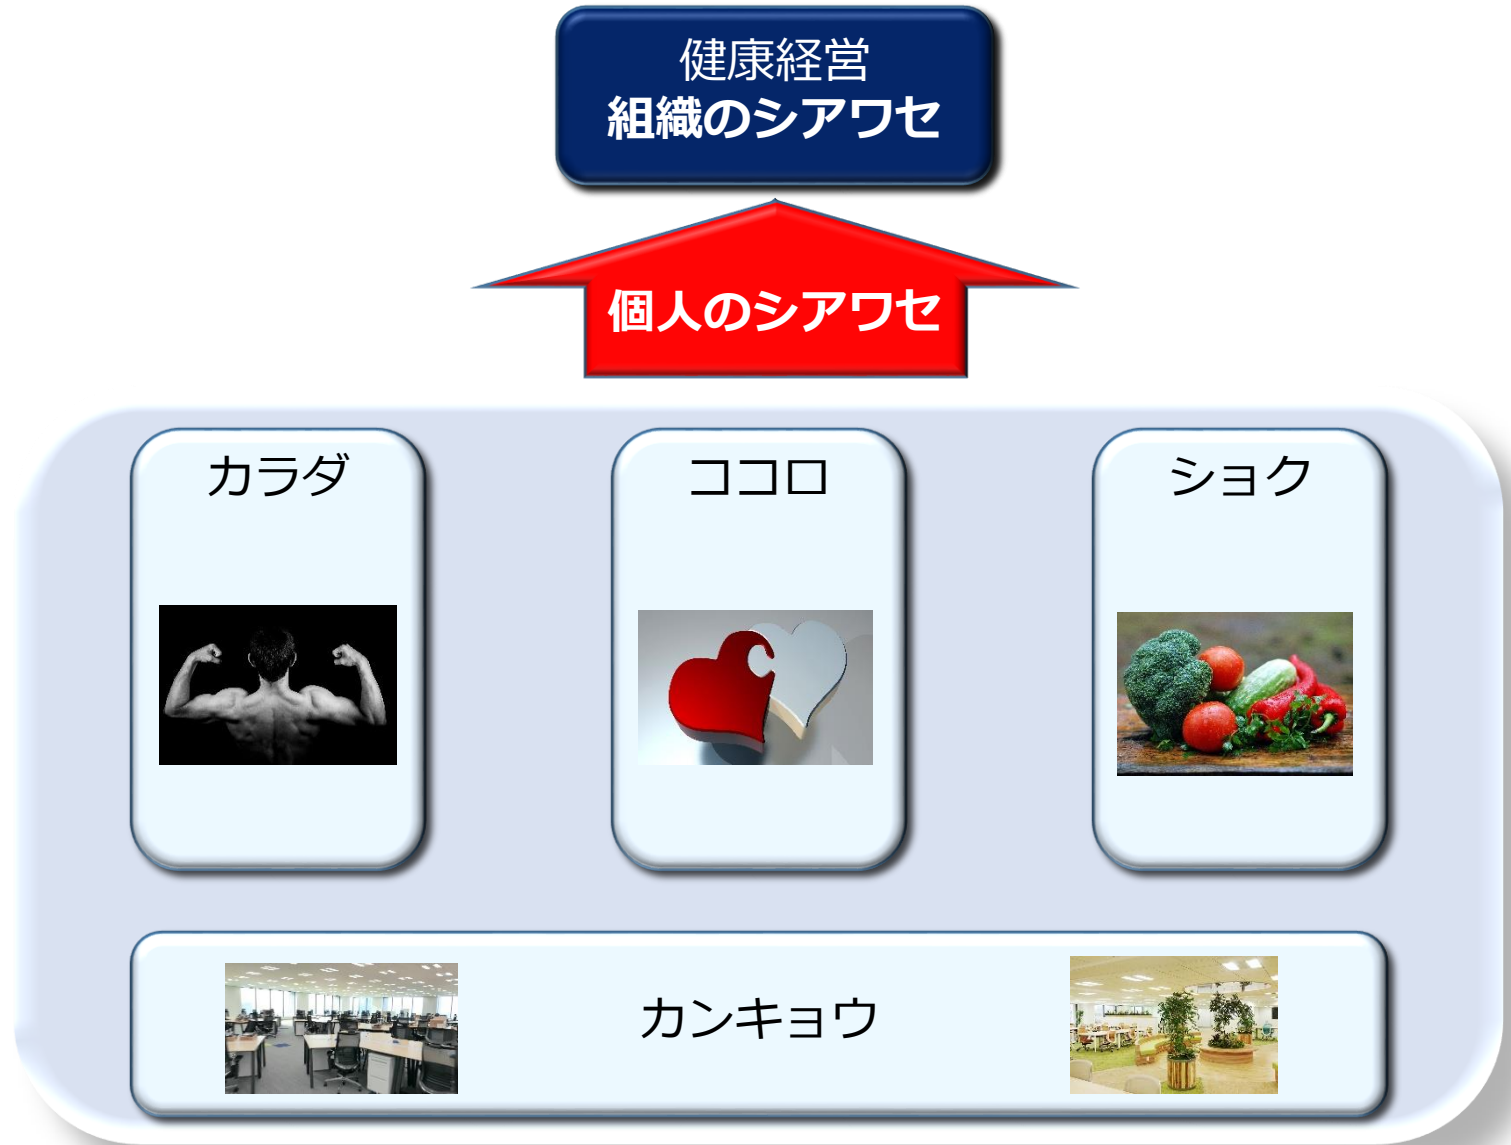 健康経営
組織のシアワセ
個人のシアワセ
カラダ
ココロ
ショク
カンキョウ